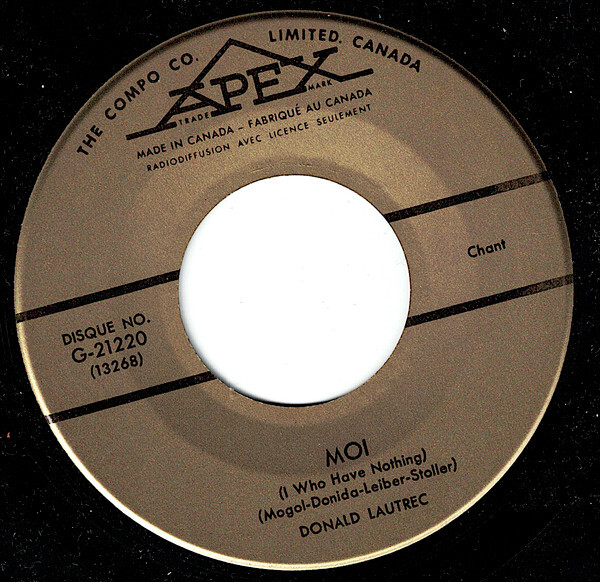 THE COMPO CO. LIMITED. CANADA
APEX
TRADE MARK
MADE IN CANADA – FABRIQUÉ AU CANADA
RADIODIFFUSION AVEC LICENCE SEULEMENT
Chant
DISQUE NO.
G-21220
(13268)
MOI
(I Who Have Nothing)
(Mogol-Donida-Leiber-Stoller)
DONALD LAUTREC